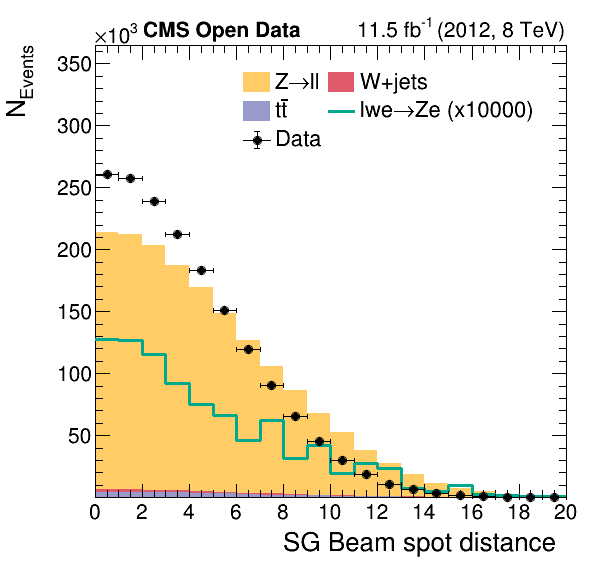 ×10³ CMS Open Data 11.5 fb⁻¹ (2012, 8 TeV)
N_Events
Z→ll W+jets
tt̄ lwe→Ze (x10000)
Data
350
300
250
200
150
100
50
0 2 4 6 8 10 12 14 16 18 20
SG Beam spot distance